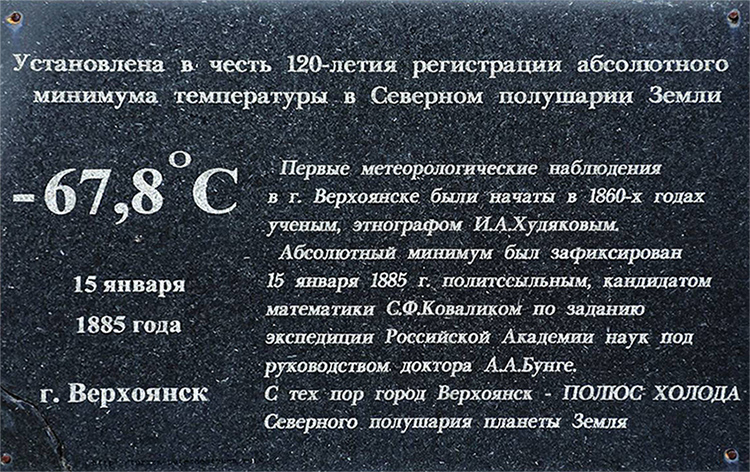 Установлена в честь 120-летия регистрации абсолютного
минимума температуры в Северном полушарии Земли
-67,8°С
15 января
1885 года
г. Верхоянск
Первые метеорологические наблюдения
в г. Верхоянске были начаты в 1860-х годах
ученым, этнографом И.А.Худяковым.
Абсолютный минимум был зафиксирован
15 января 1885 г. политссыльным, кандидатом
математики С.Ф.Коваликом по заданию
экспедиции Российской Академии наук под
руководством доктора А.А.Бунге.
С тех пор город Верхоянск - ПОЛЮС ХОЛОДА
Северного полушария планеты Земля